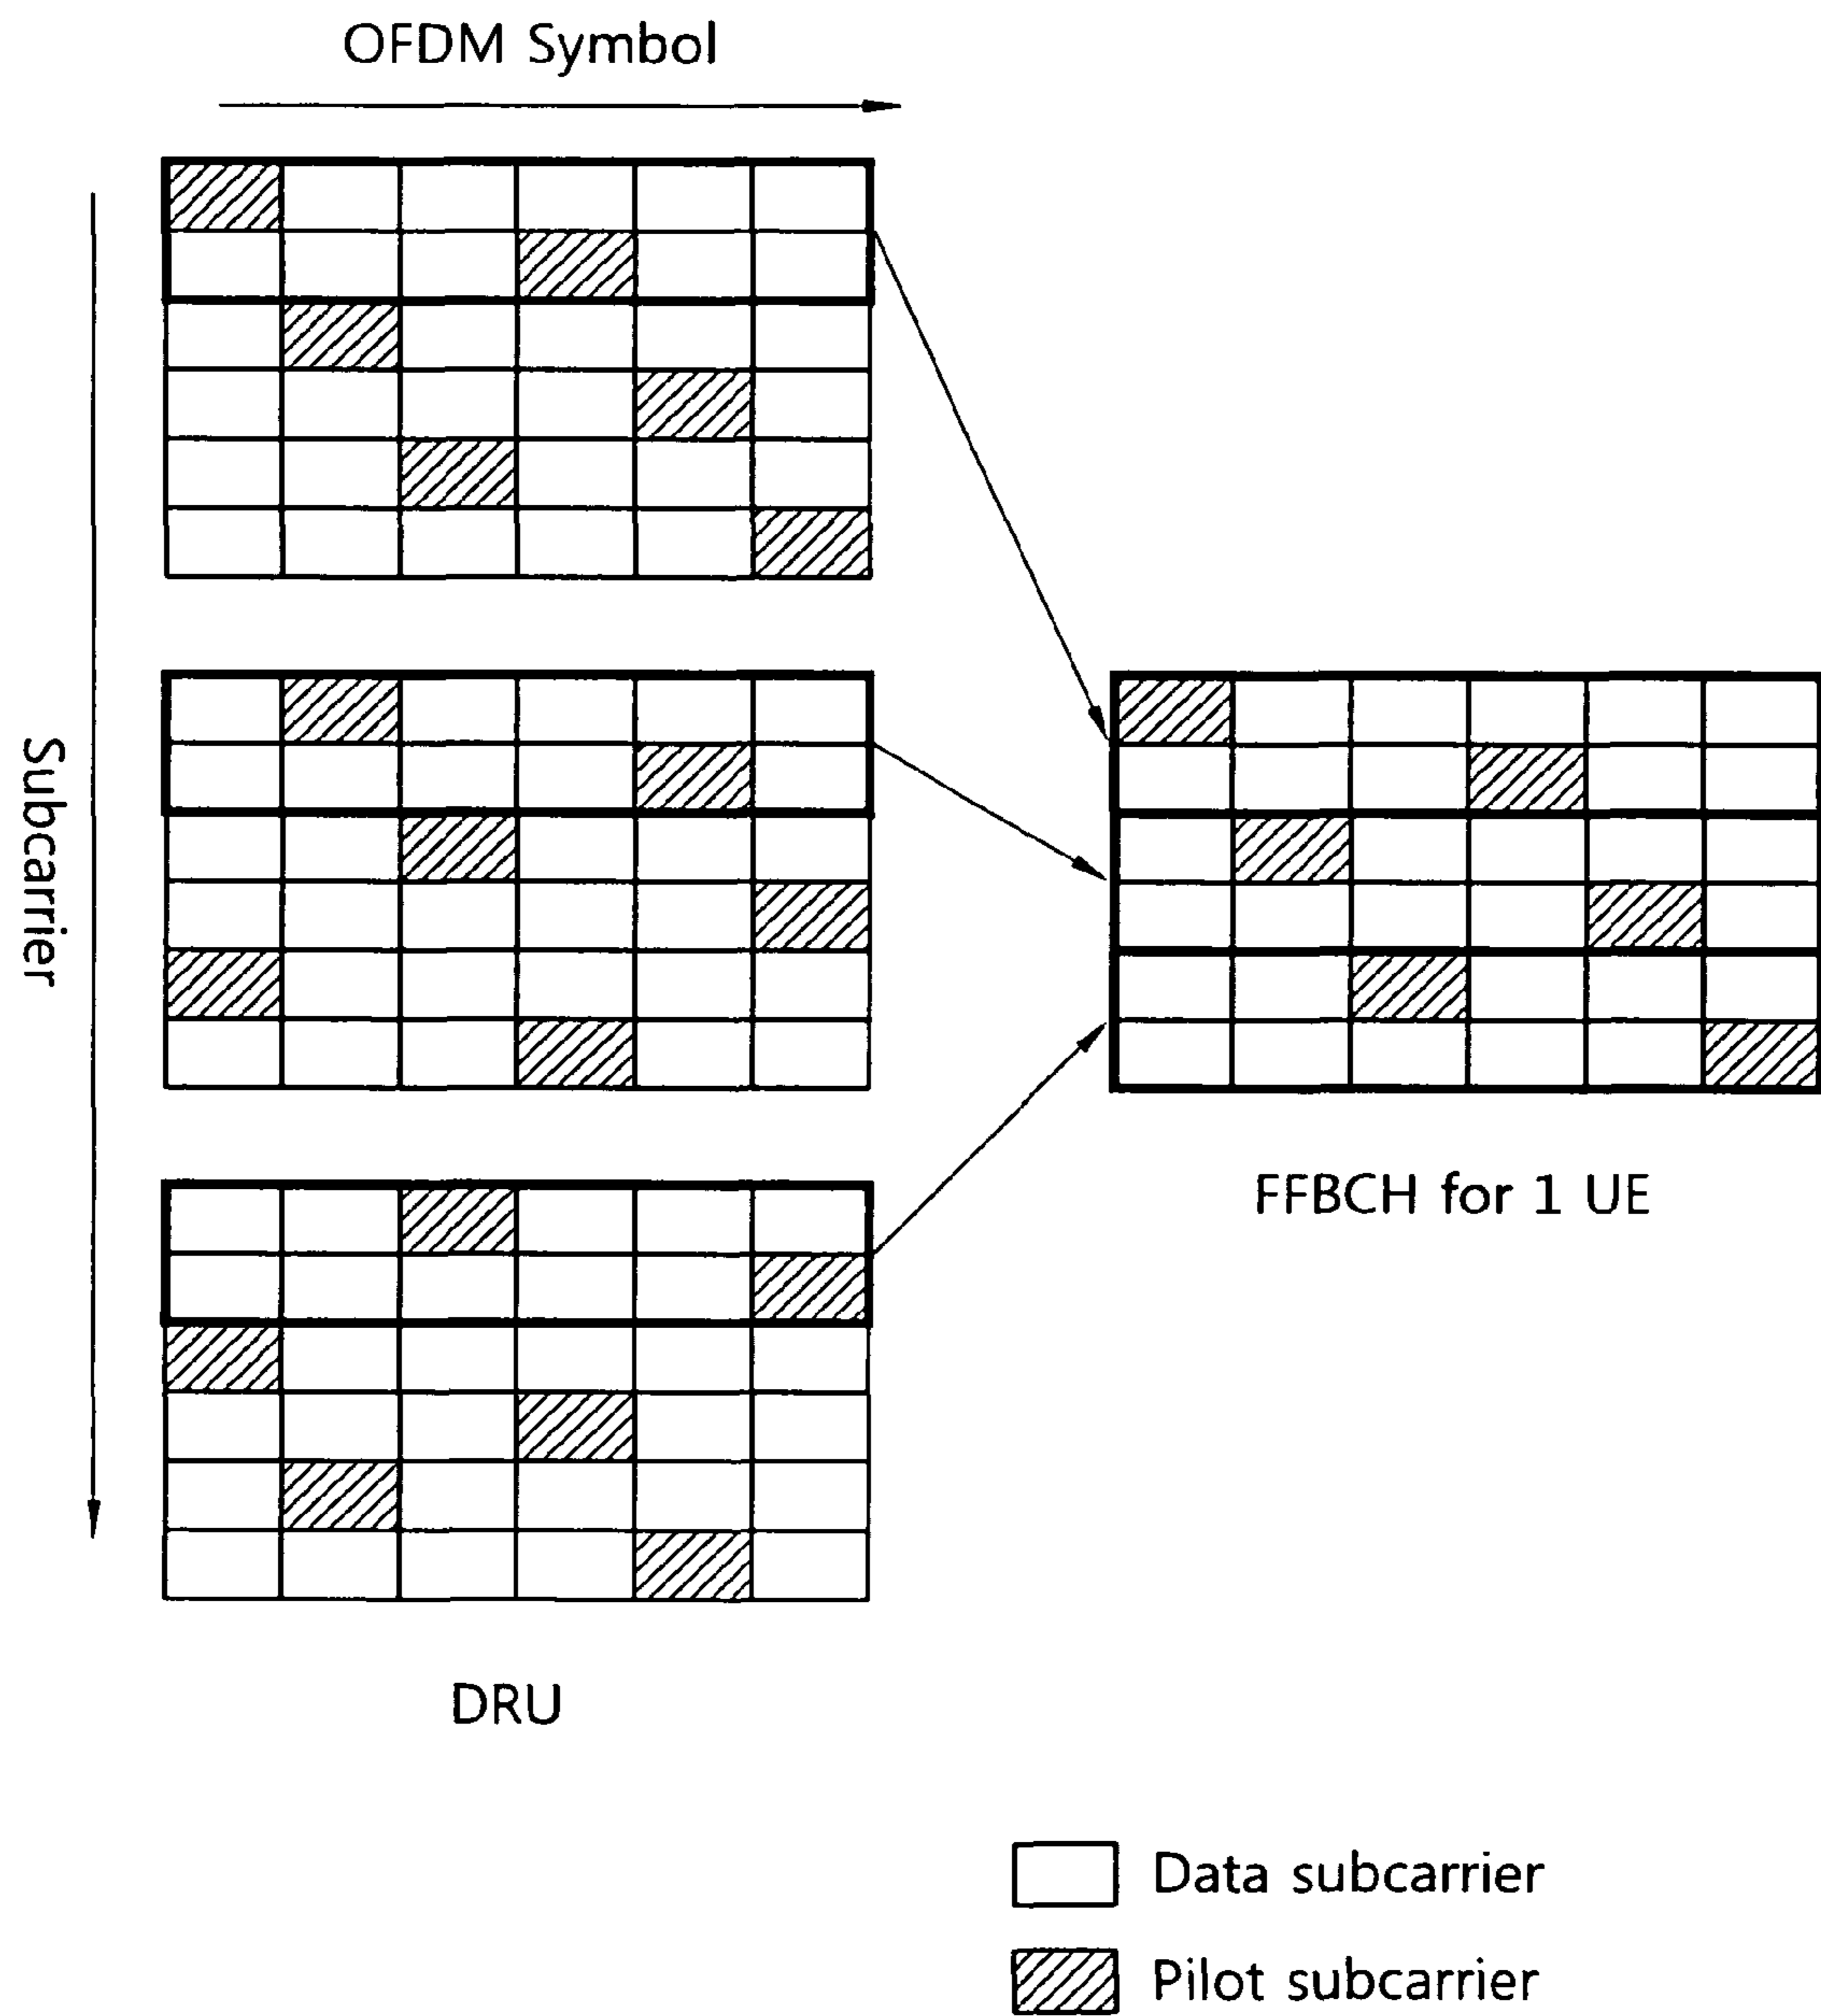 OFDM Symbol
Subcarrier
FFBCH for 1 UE
DRU
Data subcarrier
Pilot subcarrier